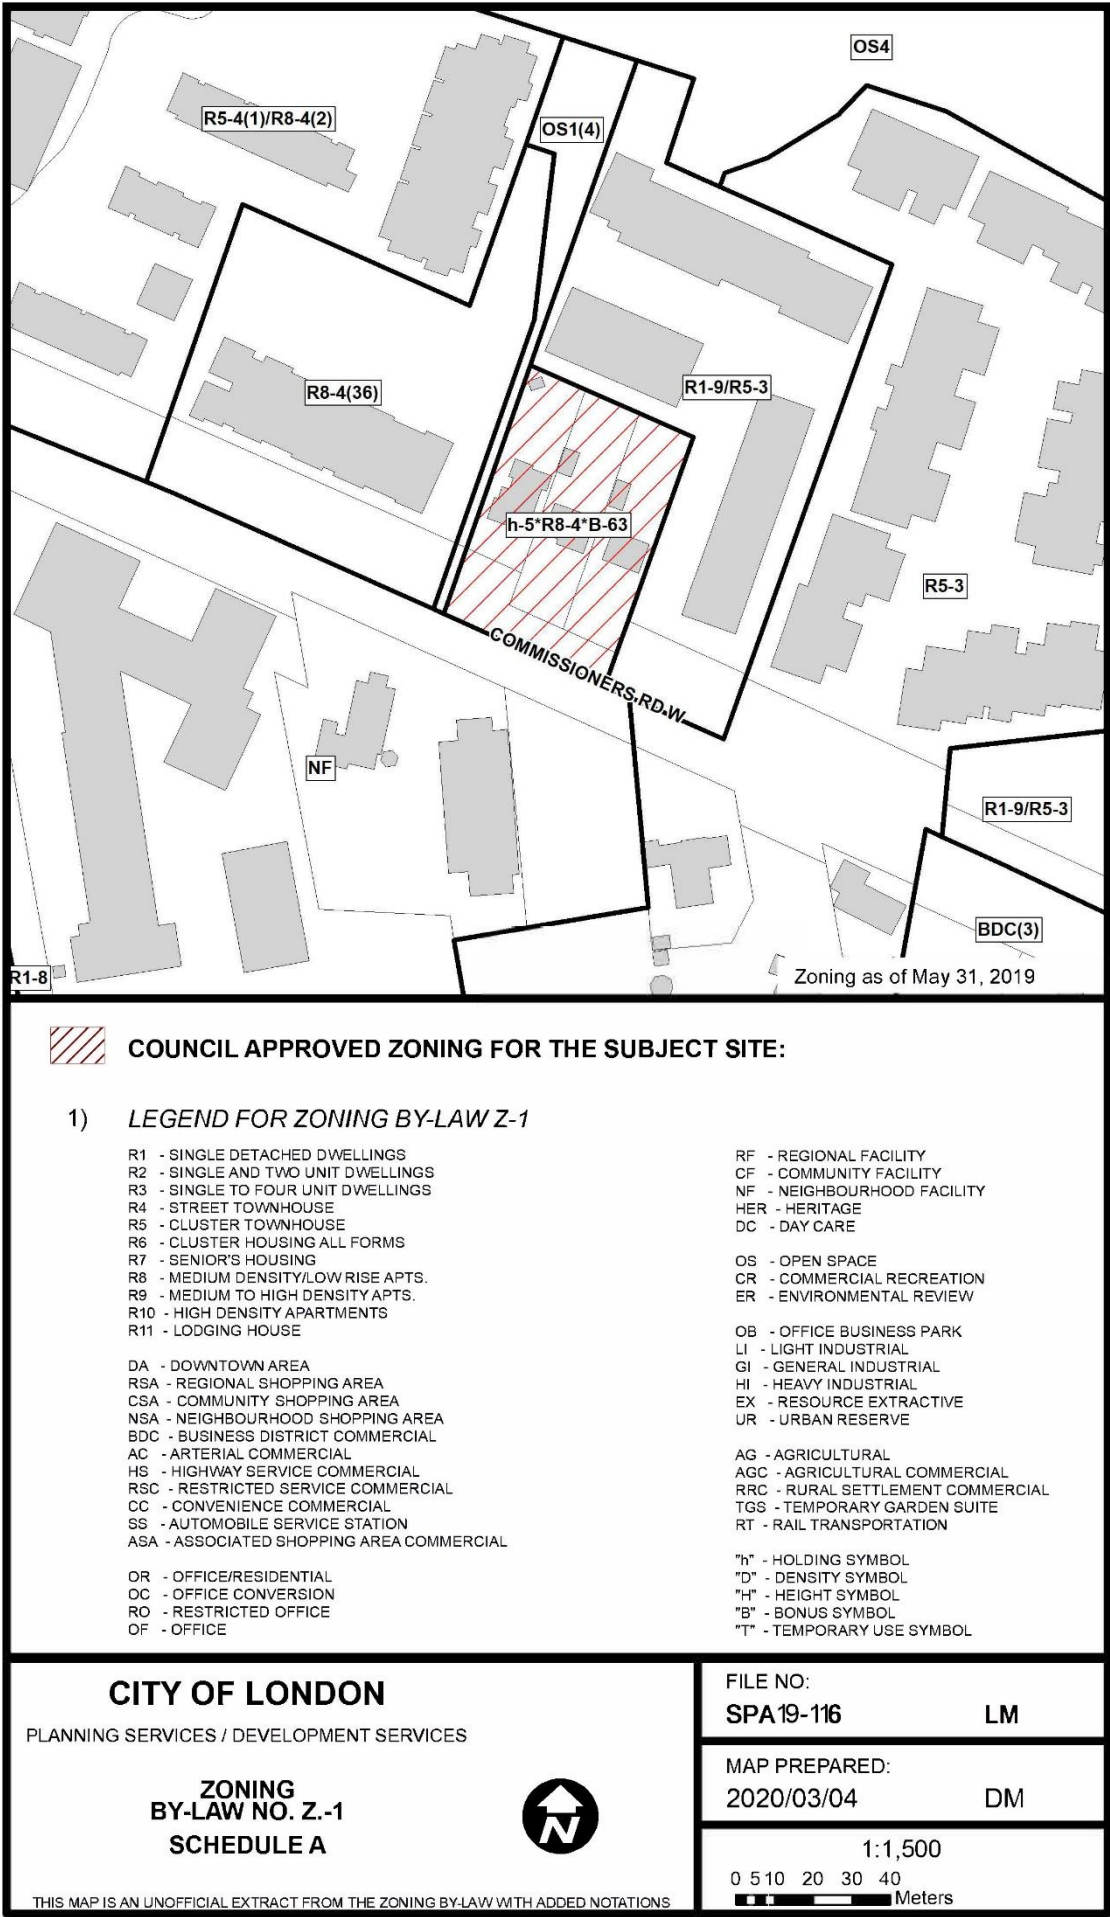 OS4
R5-4(1)/R8-4(2)
OS1(4)
R8-4(36)
R1-9/R5-3
h-5*R8-4*B-63
R5-3
COMMISSIONERS RD W
NF
R1-9/R5-3
BDC(3)
R1-8
Zoning as of May 31, 2019
COUNCIL APPROVED ZONING FOR THE SUBJECT SITE:
1) LEGEND FOR ZONING BY-LAW Z-1
R1 - SINGLE DETACHED DWELLINGS
R2 - SINGLE AND TWO UNIT DWELLINGS
R3 - SINGLE TO FOUR UNIT DWELLINGS
R4 - STREET TOWNHOUSE
R5 - CLUSTER TOWNHOUSE
R6 - CLUSTER HOUSING ALL FORMS
R7 - SENIOR'S HOUSING
R8 - MEDIUM DENSITY/LOW RISE APTS.
R9 - MEDIUM TO HIGH DENSITY APTS.
R10 - HIGH DENSITY APARTMENTS
R11 - LODGING HOUSE
DA - DOWNTOWN AREA
RSA - REGIONAL SHOPPING AREA
CSA - COMMUNITY SHOPPING AREA
NSA - NEIGHBOURHOOD SHOPPING AREA
BDC - BUSINESS DISTRICT COMMERCIAL
AC - ARTERIAL COMMERCIAL
HS - HIGHWAY SERVICE COMMERCIAL
RSC - RESTRICTED SERVICE COMMERCIAL
CC - CONVENIENCE COMMERCIAL
SS - AUTOMOBILE SERVICE STATION
ASA - ASSOCIATED SHOPPING AREA COMMERCIAL
OR - OFFICE/RESIDENTIAL
OC - OFFICE CONVERSION
RO - RESTRICTED OFFICE
OF - OFFICE
RF - REGIONAL FACILITY
CF - COMMUNITY FACILITY
NF - NEIGHBOURHOOD FACILITY
HER - HERITAGE
DC - DAY CARE
OS - OPEN SPACE
CR - COMMERCIAL RECREATION
ER - ENVIRONMENTAL REVIEW
OB - OFFICE BUSINESS PARK
LI - LIGHT INDUSTRIAL
GI - GENERAL INDUSTRIAL
HI - HEAVY INDUSTRIAL
EX - RESOURCE EXTRACTIVE
UR - URBAN RESERVE
AG - AGRICULTURAL
AGC - AGRICULTURAL COMMERCIAL
RRC - RURAL SETTLEMENT COMMERCIAL
TGS - TEMPORARY GARDEN SUITE
RT - RAIL TRANSPORTATION
"h" - HOLDING SYMBOL
"D" - DENSITY SYMBOL
"H" - HEIGHT SYMBOL
"B" - BONUS SYMBOL
"T" - TEMPORARY USE SYMBOL
CITY OF LONDON
PLANNING SERVICES / DEVELOPMENT SERVICES
ZONING
BY-LAW NO. Z.-1
SCHEDULE A
N
THIS MAP IS AN UNOFFICIAL EXTRACT FROM THE ZONING BY-LAW WITH ADDED NOTATIONS
FILE NO:
SPA19-116 LM
MAP PREPARED:
2020/03/04 DM
1:1,500
0 5 10 20 30 40
Meters